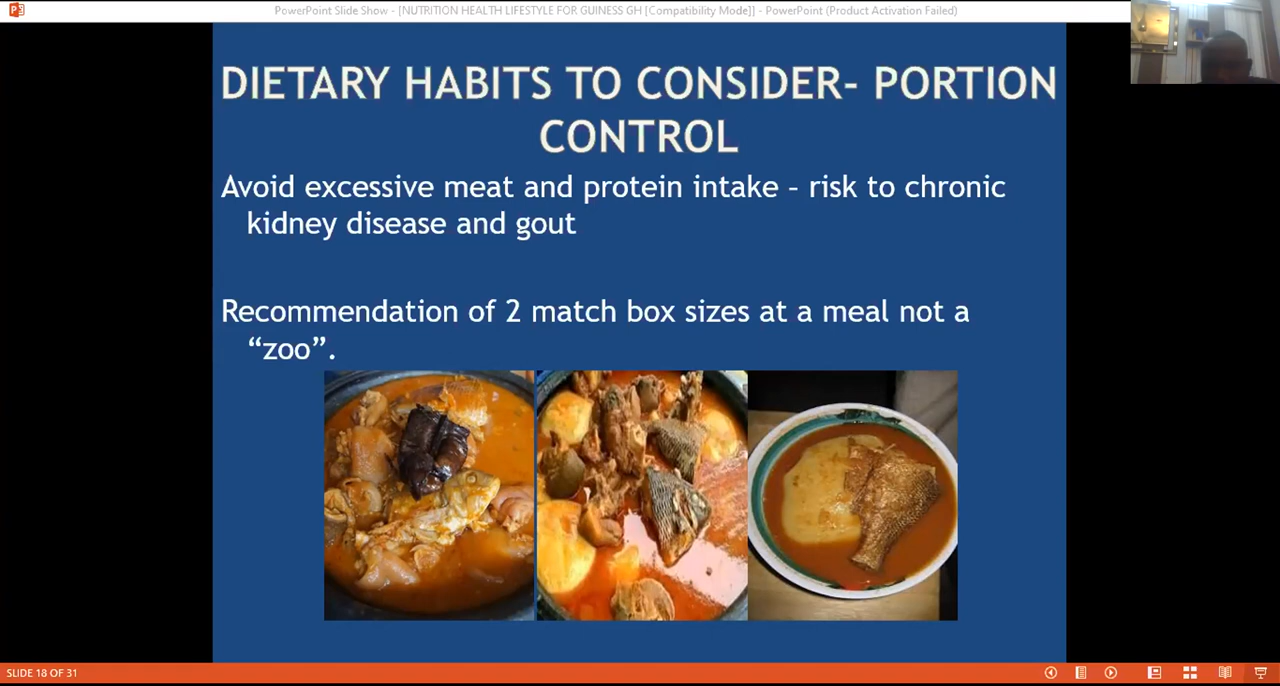 PowerPoint Slide Show - [NUTRITION HEALTH LIFESTYLE FOR GUINESS GH [Compatibility Mode]] - PowerPoint (Product Activation Failed)
DIETARY HABITS TO CONSIDER- PORTION
CONTROL
Avoid excessive meat and protein intake – risk to chronic
kidney disease and gout
Recommendation of 2 match box sizes at a meal not a
“zoo”.
SLIDE 18 OF 31